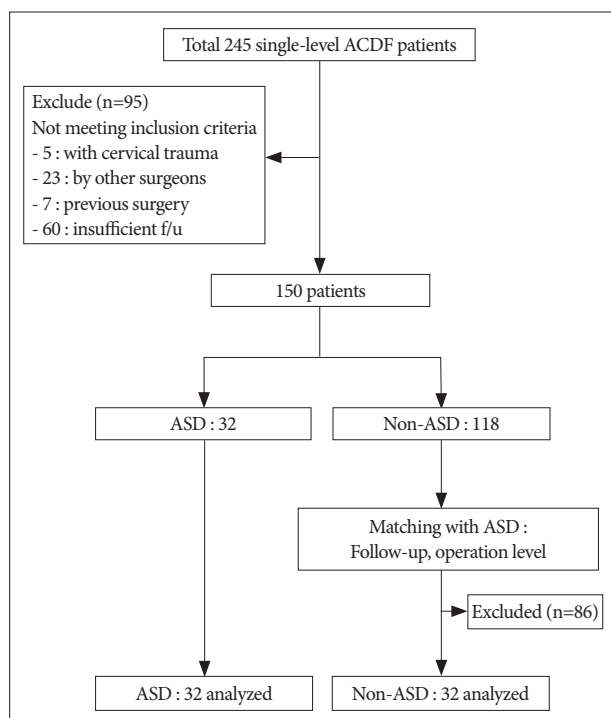 Total 245 single-level ACDF patients
Exclude (n=95)
Not meeting inclusion criteria
- 5 : with cervical trauma
- 23 : by other surgeons
- 7 : previous surgery
- 60 : insufficient f/u
150 patients
ASD : 32
Non-ASD : 118
Matching with ASD :
Follow-up, operation level
Excluded (n=86)
ASD : 32 analyzed
Non-ASD : 32 analyzed